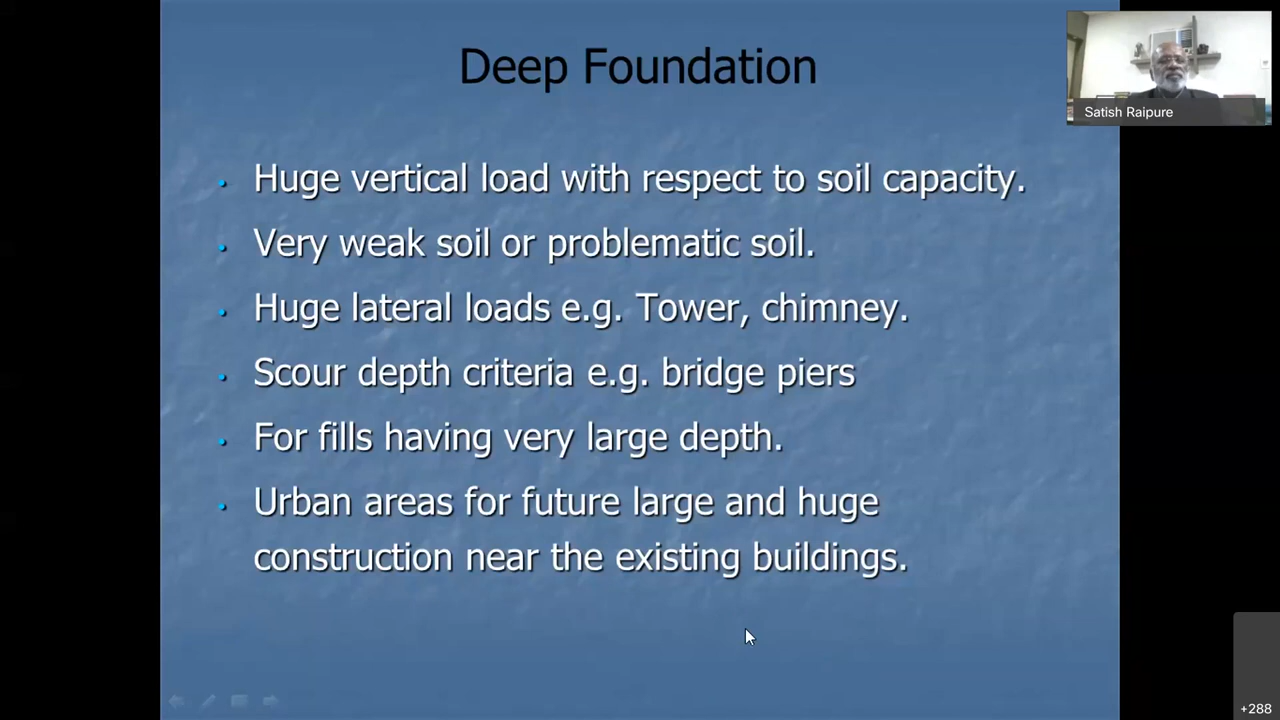 Deep Foundation
Satish Raipure
Huge vertical load with respect to soil capacity.
Very weak soil or problematic soil.
Huge lateral loads e.g. Tower, chimney.
Scour depth criteria e.g. bridge piers
For fills having very large depth.
Urban areas for future large and huge
construction near the existing buildings.
+288